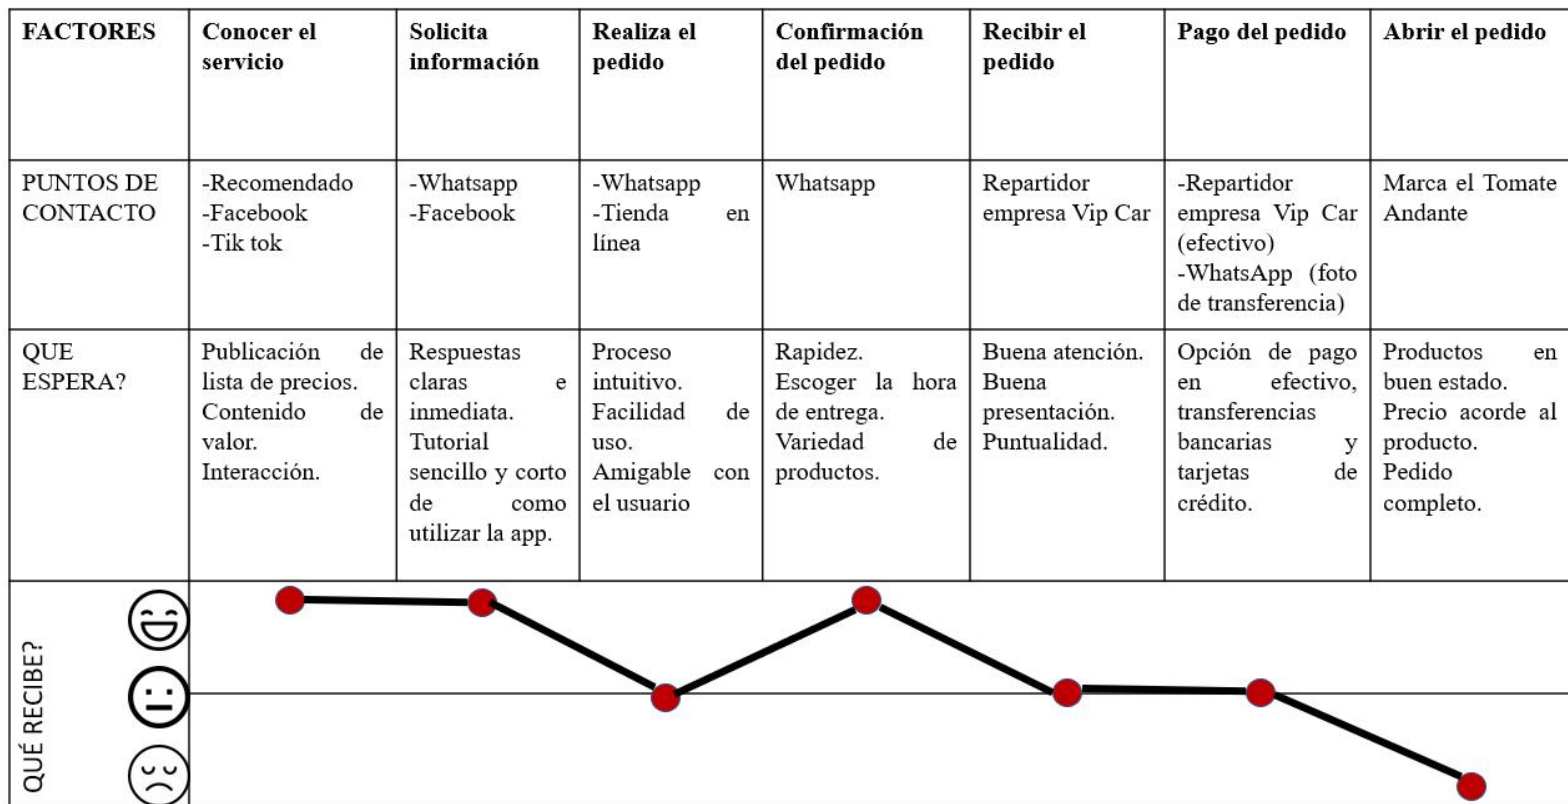 FACTORES
Conocer el
servicio
Solicita
información
Realiza el
pedido
Confirmación
del pedido
Recibir el
pedido
Pago del pedido
Abrir el pedido
PUNTOS DE
CONTACTO
-Recomendado
-Facebook
-Tik tok
-Whatsapp
-Facebook
-Whatsapp
-Tienda en
línea
Whatsapp
Repartidor
empresa Vip Car
-Repartidor
empresa Vip Car
(efectivo)
-WhatsApp (foto
de transferencia)
Marca el Tomate
Andante
QUE
ESPERA?
Publicación de
lista de precios.
Contenido de
valor.
Interacción.
Respuestas
claras e
inmediata.
Tutorial
sencillo y corto
de como
utilizar la app.
Proceso
intuitivo.
Facilidad de
uso.
Amigable con
el usuario
Rapidez.
Escoger la hora
de entrega.
Variedad de
productos.
Buena atención.
Buena
presentación.
Puntualidad.
Opción de pago
en efectivo,
transferencias
bancarias y
tarjetas de
crédito.
Productos en
buen estado.
Precio acorde al
producto.
Pedido
completo.
QUÉ RECIBE?